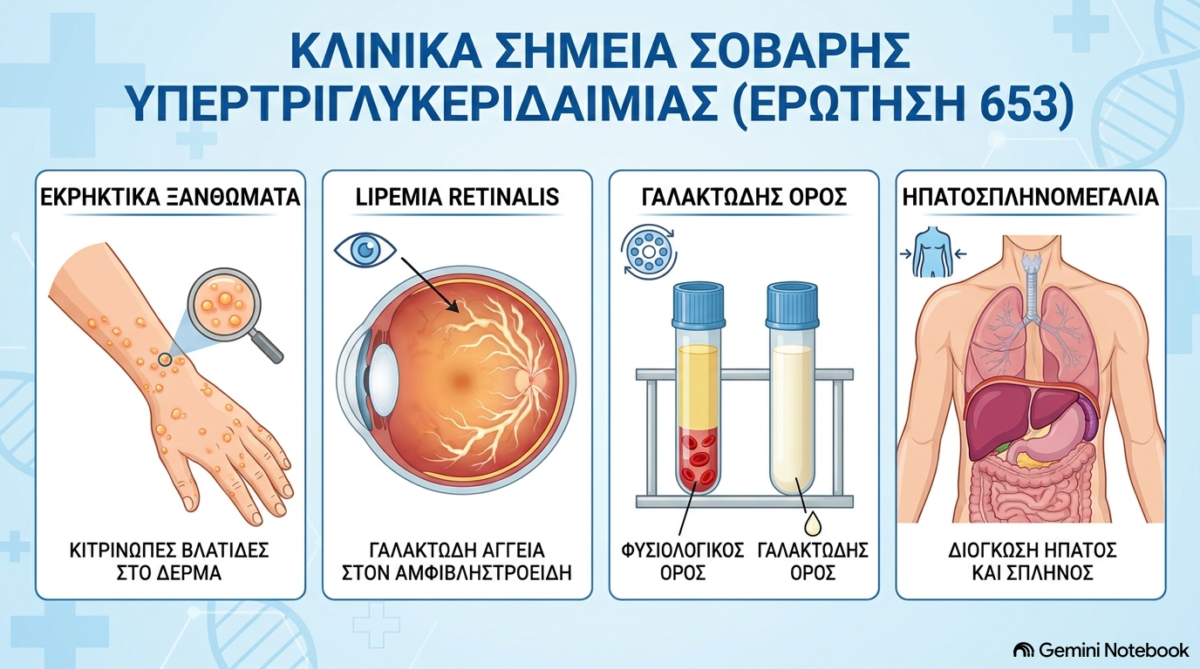 ΚΛΙΝΙΚΑ ΣΗΜΕΙΑ ΣΟΒΑΡΗΣ
ΥΠΕΡΤΡΙΓΛΥΚΕΡΙΔΑΙΜΙΑΣ (ΕΡΩΤΗΣΗ 653)
ΕΚΡΗΚΤΙΚΑ ΞΑΝΘΩΜΑΤΑ
ΚΙΤΡΙΝΩΠΕΣ ΒΛΑΤΙΔΕΣ
ΣΤΟ ΔΕΡΜΑ
LIPEMIA RETINALIS
ΓΑΛΑΚΤΩΔΗ ΑΓΓΕΙΑ
ΣΤΟΝ ΑΜΦΙΒΛΗΣΤΡΟΕΙΔΗ
ΓΑΛΑΚΤΩΔΗΣ ΟΡΟΣ
ΦΥΣΙΟΛΟΓΙΚΟΣ
ΟΡΟΣ
ΓΑΛΑΚΤΩΔΗΣ
ΟΡΟΣ
ΗΠΑΤΟΣΠΛΗΝΟΜΕΓΑΛΙΑ
ΔΙΟΓΚΩΣΗ ΗΠΑΤΟΣ
ΚΑΙ ΣΠΛΗΝΟΣ
Gemini Notebook